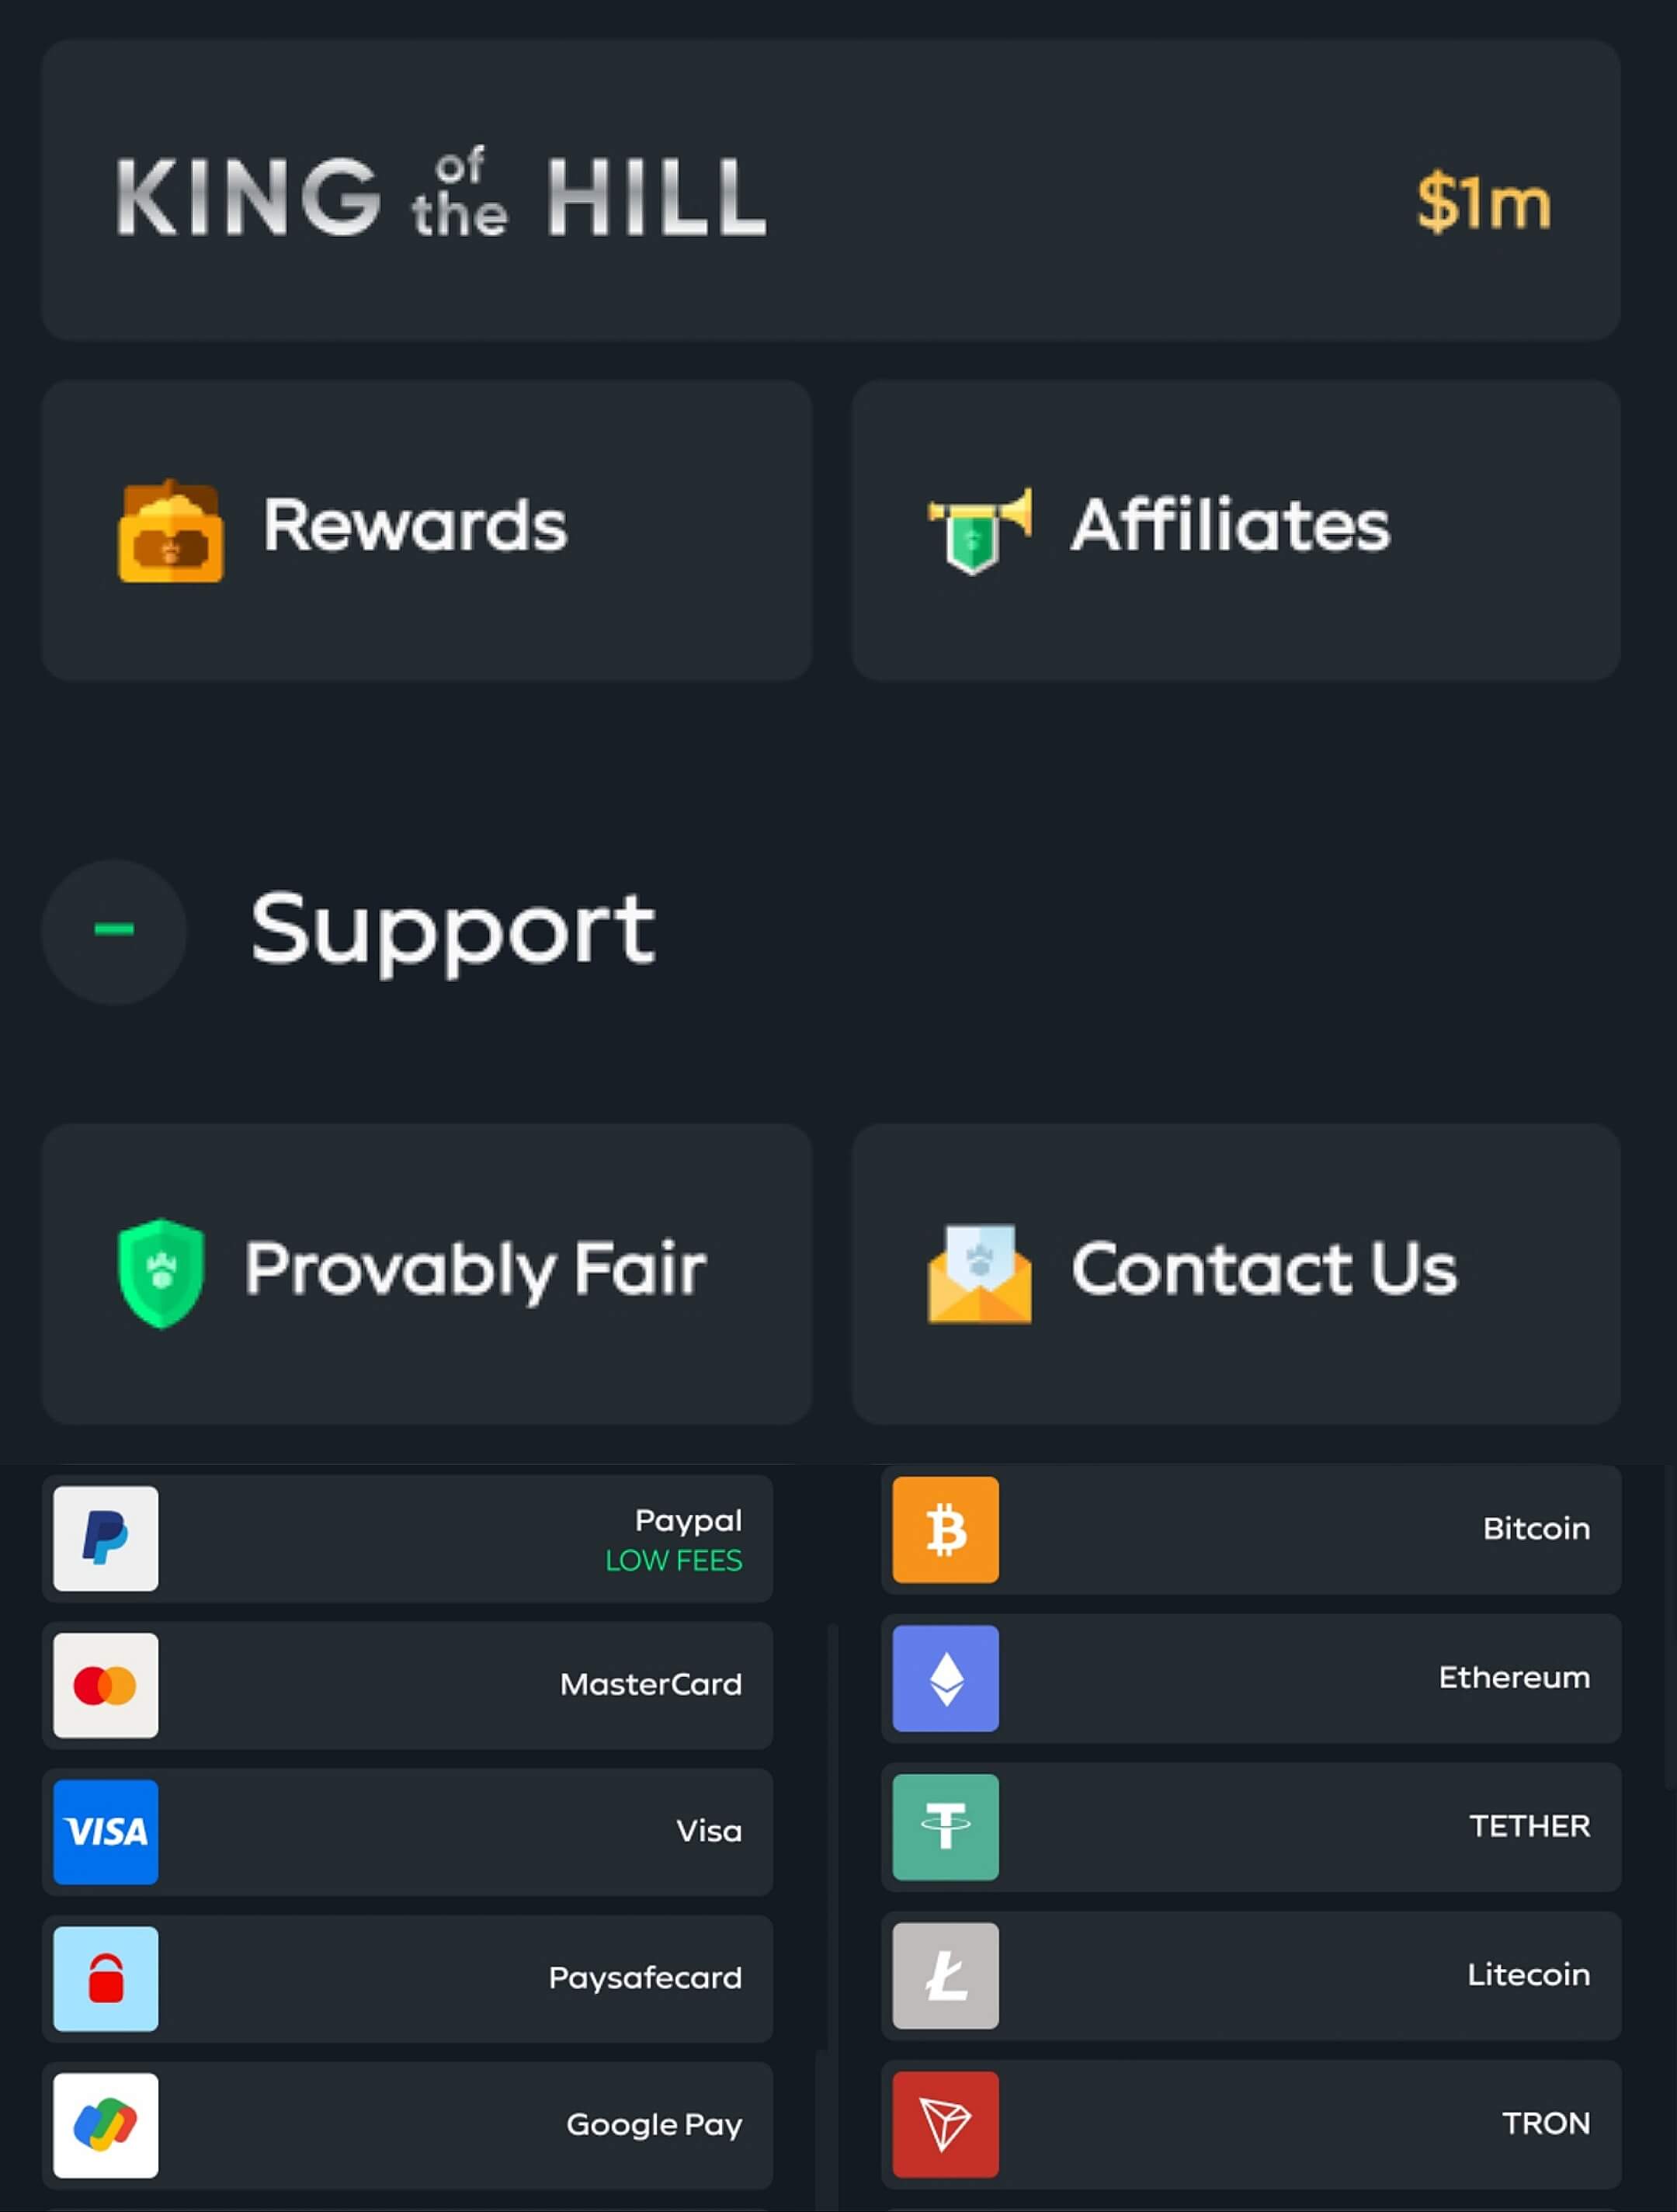 KING of the HILL
$1m
Rewards
Affiliates
Support
Provably Fair
Contact Us
Paypal
LOW FEES
MasterCard
VISA
Visa
Paysafecard
Google Pay
Bitcoin
Ethereum
TETHER
Litecoin
TRON